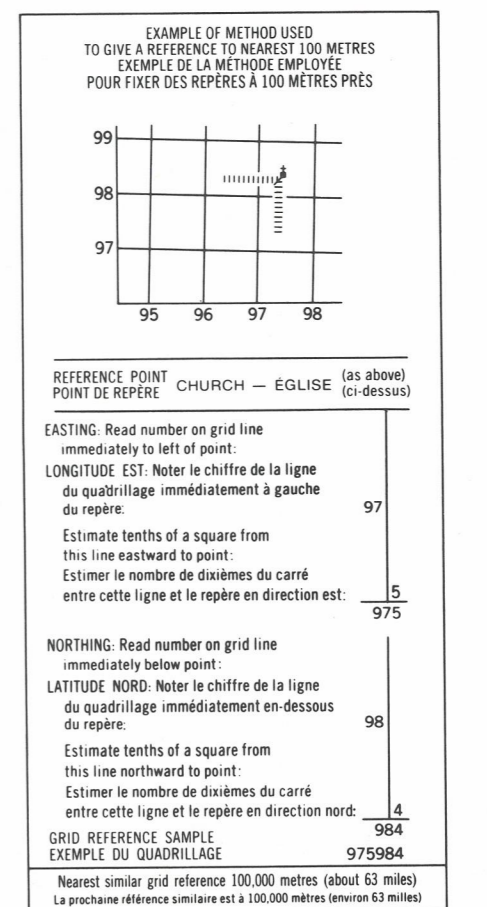 EXAMPLE OF METHOD USED
TO GIVE A REFERENCE TO NEAREST 100 METRES
EXEMPLE DE LA MÉTHODE EMPLOYÉE
POUR FIXER DES REPÈRES À 100 MÈTRES PRÈS
99
98
97
95 96 97 98
REFERENCE POINT
POINT DE REPÈRE
CHURCH — ÉGLISE
(as above)
(ci-dessus)
EASTING: Read number on grid line
immediately to left of point:
LONGITUDE EST: Noter le chiffre de la ligne
du quadrillage immédiatement à gauche
du repère: 97
Estimate tenths of a square from
this line eastward to point:
Estimer le nombre de dixièmes du carré
entre cette ligne et le repère en direction est: 5
975
NORTHING: Read number on grid line
immediately below point:
LATITUDE NORD: Noter le chiffre de la ligne
du quadrillage immédiatement en-dessous
du repère: 98
Estimate tenths of a square from
this line northward to point:
Estimer le nombre de dixièmes du carré
entre cette ligne et le repère en direction nord: 4
984
GRID REFERENCE SAMPLE
EXEMPLE DU QUADRILLAGE 975984
Nearest similar grid reference 100,000 metres (about 63 miles)
La prochaine référence similaire est à 100,000 mètres (environ 63 milles)